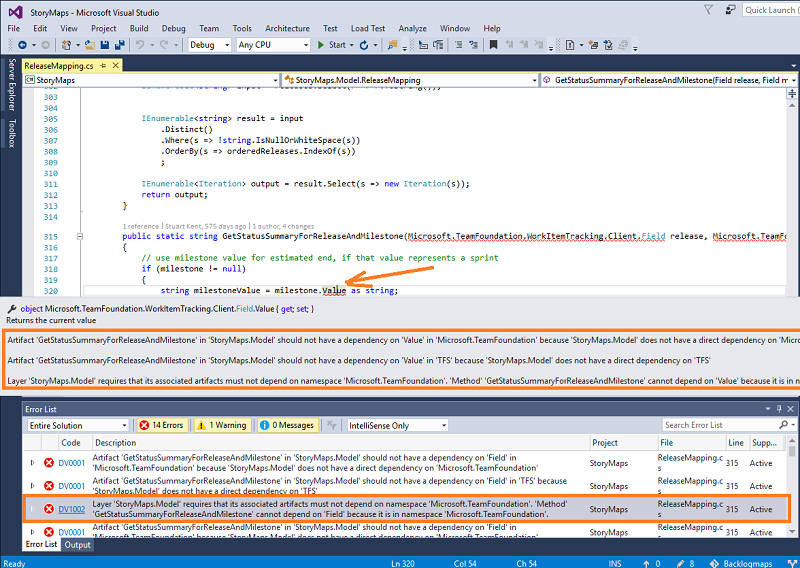 StoryMaps - Microsoft Visual Studio
Quick Launch (
File Edit View Project Build Debug Team Tools Architecture Test Load Test Analyze Window Help
Debug Any CPU Start
Server Explorer
Toolbox
ReleaseMapping.cs
StoryMaps StoryMaps.Model.ReleaseMapping GetStatusSummaryForReleaseAndMilestone(Field release, Field m
303
304
305 IEnumerable<string> result = input
306 .Distinct()
307 .Where(s => !string.IsNullOrWhiteSpace(s))
308 .OrderBy(s => orderedReleases.IndexOf(s))
309 ;
310
311 IEnumerable<Iteration> output = result.Select(s => new Iteration(s));
312 return output;
313 }
314
1 reference | Stuart Kent, 575 days ago | 1 author, 4 changes
315 public static string GetStatusSummaryForReleaseAndMilestone(Microsoft.TeamFoundation.WorkItemTracking.Client.Field release, Microsoft.TeamFo
316 {
317 // use milestone value for estimated end, if that value represents a sprint
318 if (milestone != null)
319 {
320 string milestoneValue = milestone.Value as string;
object Microsoft.TeamFoundation.WorkItemTracking.Client.Field.Value { get; set; }
Returns the current value
Artifact 'GetStatusSummaryForReleaseAndMilestone' in 'StoryMaps.Model' should not have a dependency on 'Value' in 'Microsoft.TeamFoundation' because 'StoryMaps.Model' does not have a direct dependency on 'Micro
Artifact 'GetStatusSummaryForReleaseAndMilestone' in 'StoryMaps.Model' should not have a dependency on 'Value' in 'TFS' because 'StoryMaps.Model' does not have a direct dependency on 'TFS'
Layer 'StoryMaps.Model' requires that its associated artifacts must not depend on namespace 'Microsoft.TeamFoundation'. 'Method' 'GetStatusSummaryForReleaseAndMilestone' cannot depend on 'Value' because it is in n
Error List
Entire Solution 14 Errors 1 Warning 0 Messages IntelliSense Only Search Error List
Code Description Project File Line Supp...
DV0001 Artifact 'GetStatusSummaryForReleaseAndMilestone' in 'StoryMaps.Model' should not have a dependency on 'Field' in 'Microsoft.TeamFoundation' because 'StoryMaps.Model' does not have a direct dependency on 'Microsoft.TeamFoundation' StoryMaps ReleaseMapping.cs 315 Active
DV0001 Artifact 'GetStatusSummaryForReleaseAndMilestone' in 'StoryMaps.Model' should not have a dependency on 'Field' in 'TFS' because 'StoryMaps.Model' does not have a direct dependency on 'TFS' StoryMaps ReleaseMapping.cs 315 Active
DV1002 Layer 'StoryMaps.Model' requires that its associated artifacts must not depend on namespace 'Microsoft.TeamFoundation'. 'Method' 'GetStatusSummaryForReleaseAndMilestone' cannot depend on 'Field' because it is in namespace 'Microsoft.TeamFoundation'. StoryMaps ReleaseMapping.cs 315 Active
DV0001 Artifact 'GetStatusSummaryForReleaseAndMilestone' in 'StoryMaps.Model' should not have a dependency on 'Field' in 'Microsoft.TeamFoundation' because 'StoryMaps.Model' does not have a direct dependency on StoryMaps ReleaseMapping.c 315 Active
Error List Output
Ready Ln 320 Col 54 Ch 54 INS 0 8 Backlogmaps